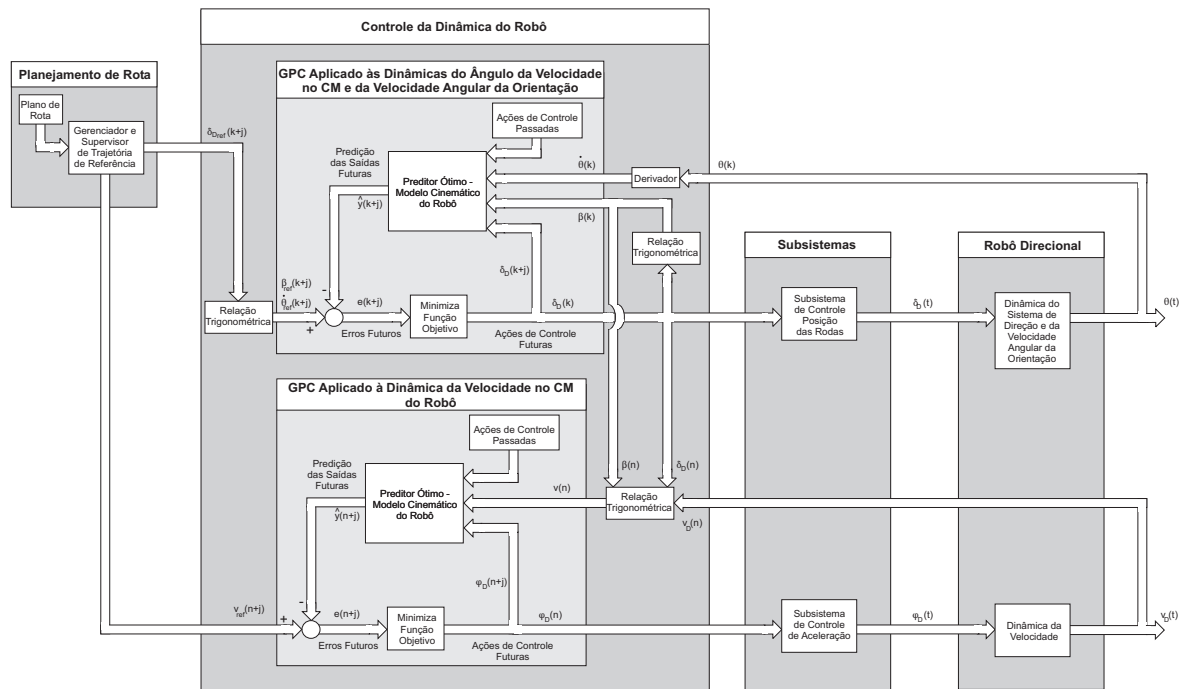 Controle da Dinâmica do Robô
Planejamento de Rota
Plano de
Rota
Gerenciador e
Supervisor
de Trajetória
de Referência
δDref(k+j)
GPC Aplicado às Dinâmicas do Ângulo da Velocidade
no CM e da Velocidade Angular da Orientação
Ações de Controle
Passadas
Predição
das Saídas
Futuras
ŷ(k+j)
Preditor Ótimo -
Modelo Cinemático
do Robô
θ̇(k)
Derivador
θ(k)
β(k)
Relação
Trigonométrica
δD(k+j)
βref(k+j)
θ̇ref(k+j)
Relação
Trigonométrica
-
+
e(k+j)
Erros Futuros
Minimiza
Função
Objetivo
δD(k)
Ações de Controle
Futuras
Subsistemas
Subsistema
de Controle
Posição
das Rodas
δD(t)
Robô Direcional
Dinâmica do
Sistema de
Direção e da
Velocidade
Angular da
Orientação
θ(t)
GPC Aplicado à Dinâmica da Velocidade no CM
do Robô
Ações de Controle
Passadas
Predição
das Saídas
Futuras
ŷ(n+j)
Preditor Ótimo -
Modelo Cinemático
do Robô
v(n)
β(n)
δD(n)
Relação
Trigonométrica
vD(n)
φD(n+j)
vref(n+j)
-
+
e(n+j)
Erros Futuros
Minimiza
Função
Objetivo
φD(n)
Ações de Controle
Futuras
Subsistema
de Controle
de Aceleração
φD(t)
Dinâmica da
Velocidade
vD(t)